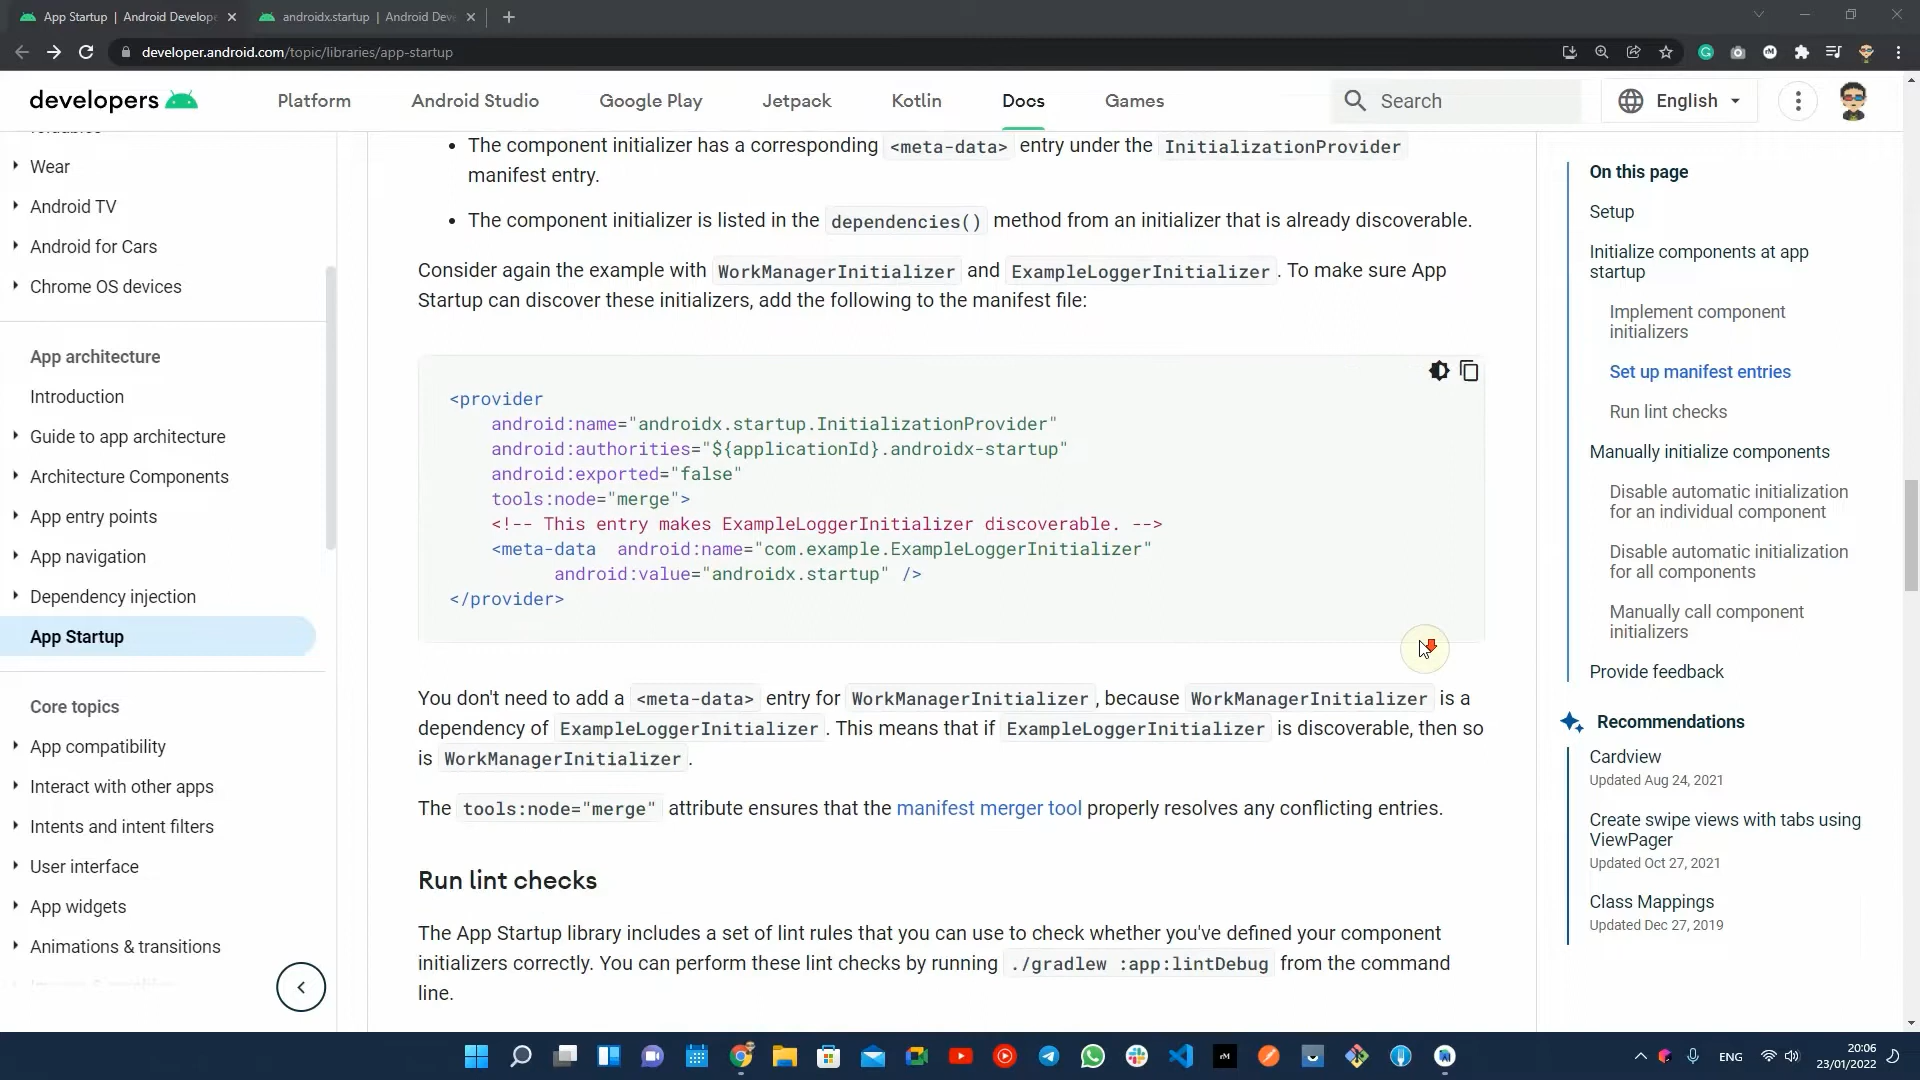 App Startup | Android Develope
androidx.startup | Android Deve
developer.android.com/topic/libraries/app-startup
developers
Platform
Android Studio
Google Play
Jetpack
Kotlin
Docs
Games
Search
English
Wear
Android TV
Android for Cars
Chrome OS devices
App architecture
Introduction
Guide to app architecture
Architecture Components
App entry points
App navigation
Dependency injection
App Startup
Core topics
App compatibility
Interact with other apps
Intents and intent filters
User interface
App widgets
Animations & transitions
• The component initializer has a corresponding <meta-data> entry under the InitializationProvider
manifest entry.
• The component initializer is listed in the dependencies() method from an initializer that is already discoverable.
Consider again the example with WorkManagerInitializer and ExampleLoggerInitializer. To make sure App
Startup can discover these initializers, add the following to the manifest file:
<provider
android:name="androidx.startup.InitializationProvider"
android:authorities="${applicationId}.androidx-startup"
android:exported="false"
tools:node="merge">
<!-- This entry makes ExampleLoggerInitializer discoverable. -->
<meta-data  android:name="com.example.ExampleLoggerInitializer"
android:value="androidx.startup" />
</provider>
You don't need to add a <meta-data> entry for WorkManagerInitializer, because WorkManagerInitializer is a
dependency of ExampleLoggerInitializer. This means that if ExampleLoggerInitializer is discoverable, then so
is WorkManagerInitializer.
The tools:node="merge" attribute ensures that the manifest merger tool properly resolves any conflicting entries.
Run lint checks
The App Startup library includes a set of lint rules that you can use to check whether you've defined your component
initializers correctly. You can perform these lint checks by running ./gradlew :app:lintDebug from the command
line.
On this page
Setup
Initialize components at app
startup
Implement component
initializers
Set up manifest entries
Run lint checks
Manually initialize components
Disable automatic initialization
for an individual component
Disable automatic initialization
for all components
Manually call component
initializers
Provide feedback
Recommendations
Cardview
Updated Aug 24, 2021
Create swipe views with tabs using
ViewPager
Updated Oct 27, 2021
Class Mappings
Updated Dec 27, 2019
ENG
20:06
23/01/2022